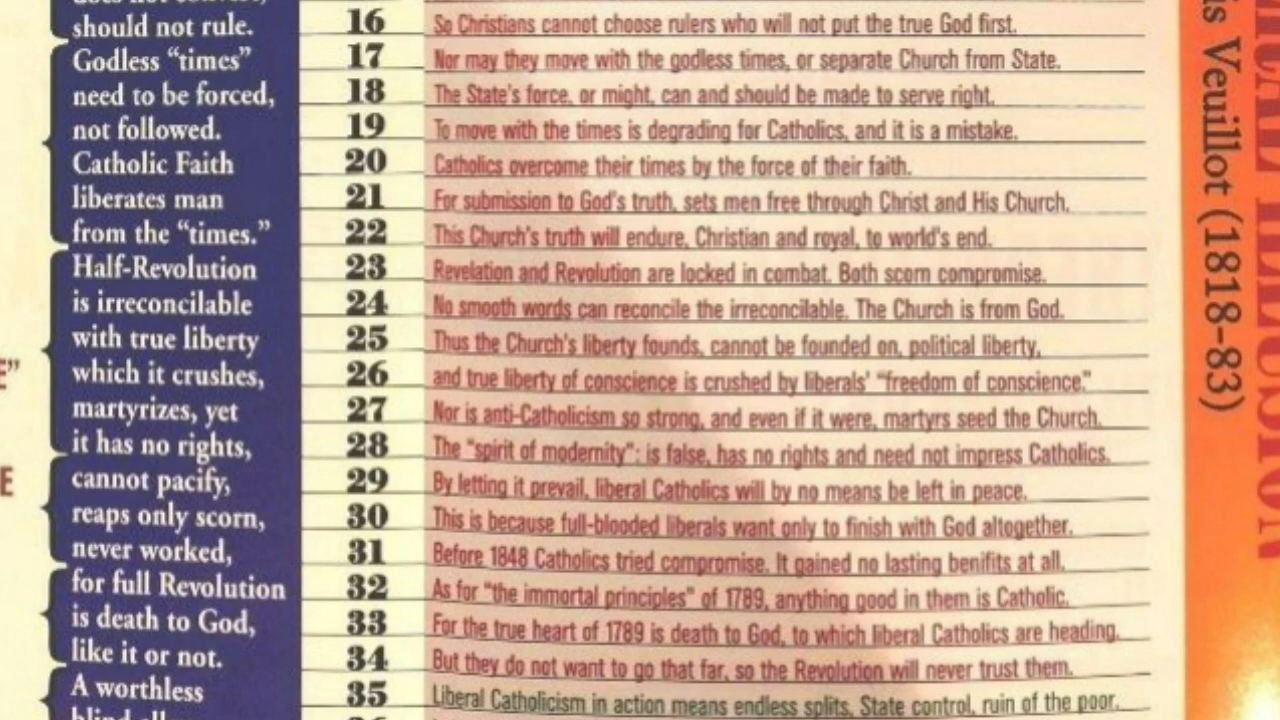 should not rule.
Godless “times”
need to be forced,
not followed.
Catholic Faith
liberates man
from the “times.”
Half-Revolution
is irreconcilable
with true liberty
which it crushes,
martyrizes, yet
it has no rights,
cannot pacify,
reaps only scorn,
never worked,
for full Revolution
is death to God,
like it or not.
A worthless
16 So Christians cannot choose rulers who will not put the true God first.
17 Nor may they move with the godless times, or separate Church from State.
18 The State's force, or might, can and should be made to serve right.
19 To move with the times is degrading for Catholics, and it is a mistake.
20 Catholics overcome their times by the force of their faith.
21 For submission to God's truth, sets men free through Christ and His Church.
22 This Church's truth will endure, Christian and royal, to world's end.
23 Revelation and Revolution are locked in combat. Both scorn compromise.
24 No smooth words can reconcile the irreconcilable. The Church is from God.
25 Thus the Church's liberty founds, cannot be founded on, political liberty,
26 and true liberty of conscience is crushed by liberals' "freedom of conscience."
27 Nor is anti-Catholicism so strong, and even if it were, martyrs seed the Church.
28 The "spirit of modernity": is false, has no rights and need not impress Catholics.
29 By letting it prevail, liberal Catholics will by no means be left in peace.
30 This is because full-blooded liberals want only to finish with God altogether.
31 Before 1848 Catholics tried compromise. It gained no lasting benifits at all.
32 As for "the immortal principles" of 1789, anything good in them is Catholic.
33 For the true heart of 1789 is death to God, to which liberal Catholics are heading.
34 But they do not want to go that far, so the Revolution will never trust them.
35 Liberal Catholicism in action means endless splits, State control, ruin of the poor.
is Veuillot (1818-83)